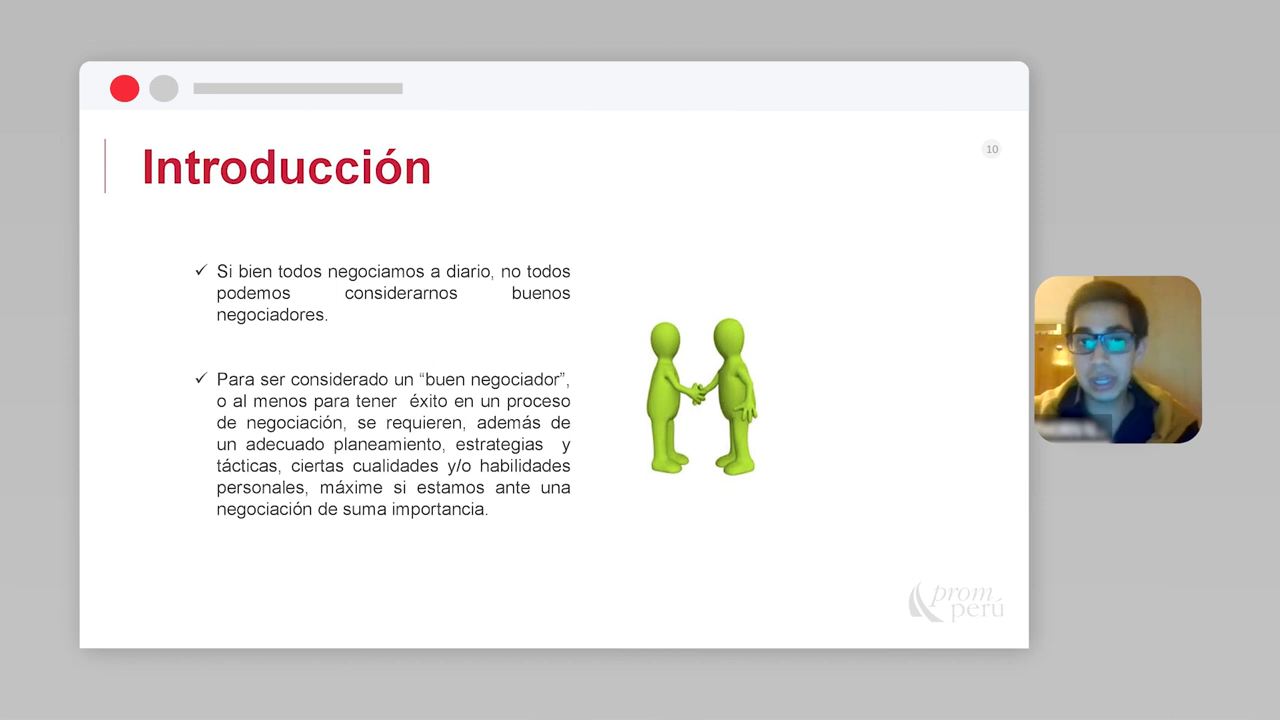 Introducción
10
Si bien todos negociamos a diario, no todos
podemos considerarnos buenos
negociadores.
Para ser considerado un “buen negociador”,
o al menos para tener éxito en un proceso
de negociación, se requieren, además de
un adecuado planeamiento, estrategias y
tácticas, ciertas cualidades y/o habilidades
personales, máxime si estamos ante una
negociación de suma importancia.
prom
perú